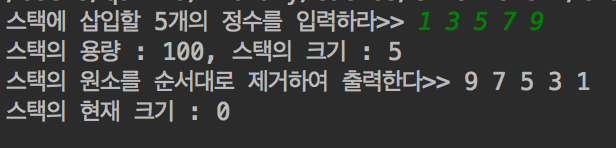 스택에 삽입할 5개의 정수를 입력하라>> 1 3 5 7 9
스택의 용량 : 100, 스택의 크기 : 5
스택의 원소를 순서대로 제거하여 출력한다>> 9 7 5 3 1
스택의 현재 크기 : 0